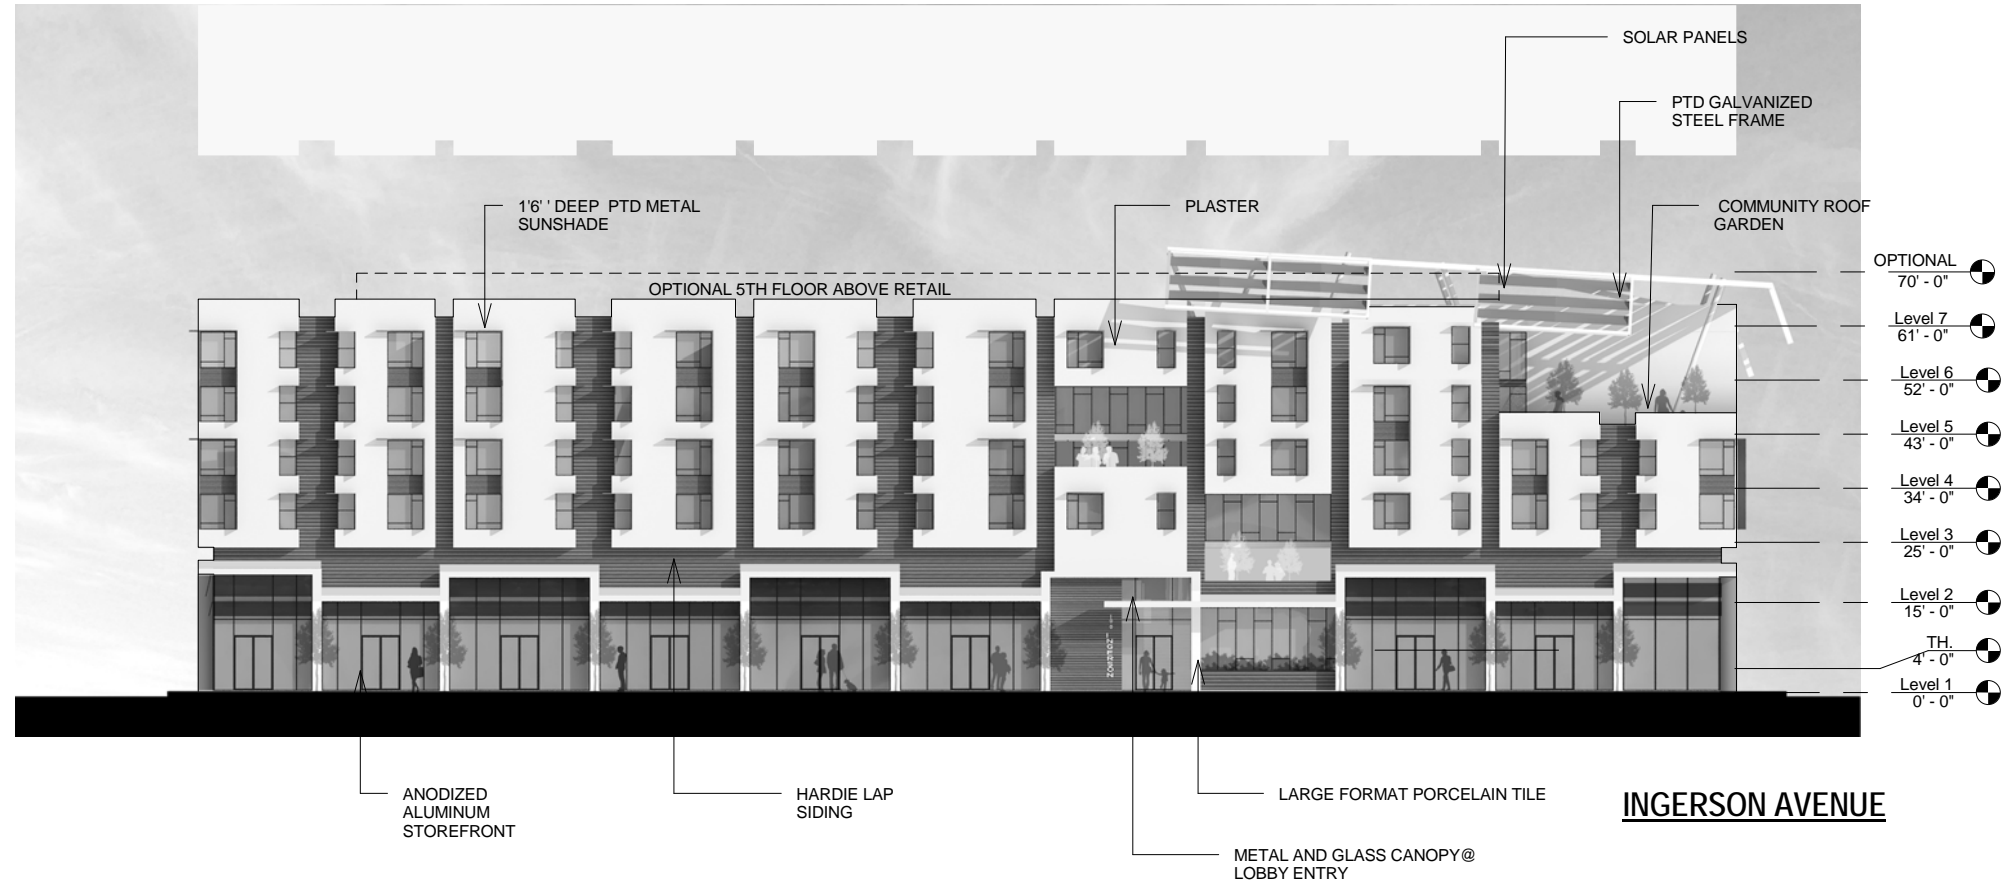 SOLAR PANELS
PTD GALVANIZED
STEEL FRAME
1'6' ' DEEP  PTD METAL
SUNSHADE
PLASTER
COMMUNITY ROOF
GARDEN
OPTIONAL
70' - 0"
OPTIONAL 5TH FLOOR ABOVE RETAIL
Level 7
61' - 0"
Level 6
52' - 0"
Level 5
43' - 0"
Level 4
34' - 0"
Level 3
25' - 0"
Level 2
15' - 0"
TH.
4' - 0"
Level 1
0' - 0"
INGERSON
ANODIZED
ALUMINUM
STOREFRONT
HARDIE LAP
SIDING
LARGE FORMAT PORCELAIN TILE
INGERSON AVENUE
METAL AND GLASS CANOPY@
LOBBY ENTRY